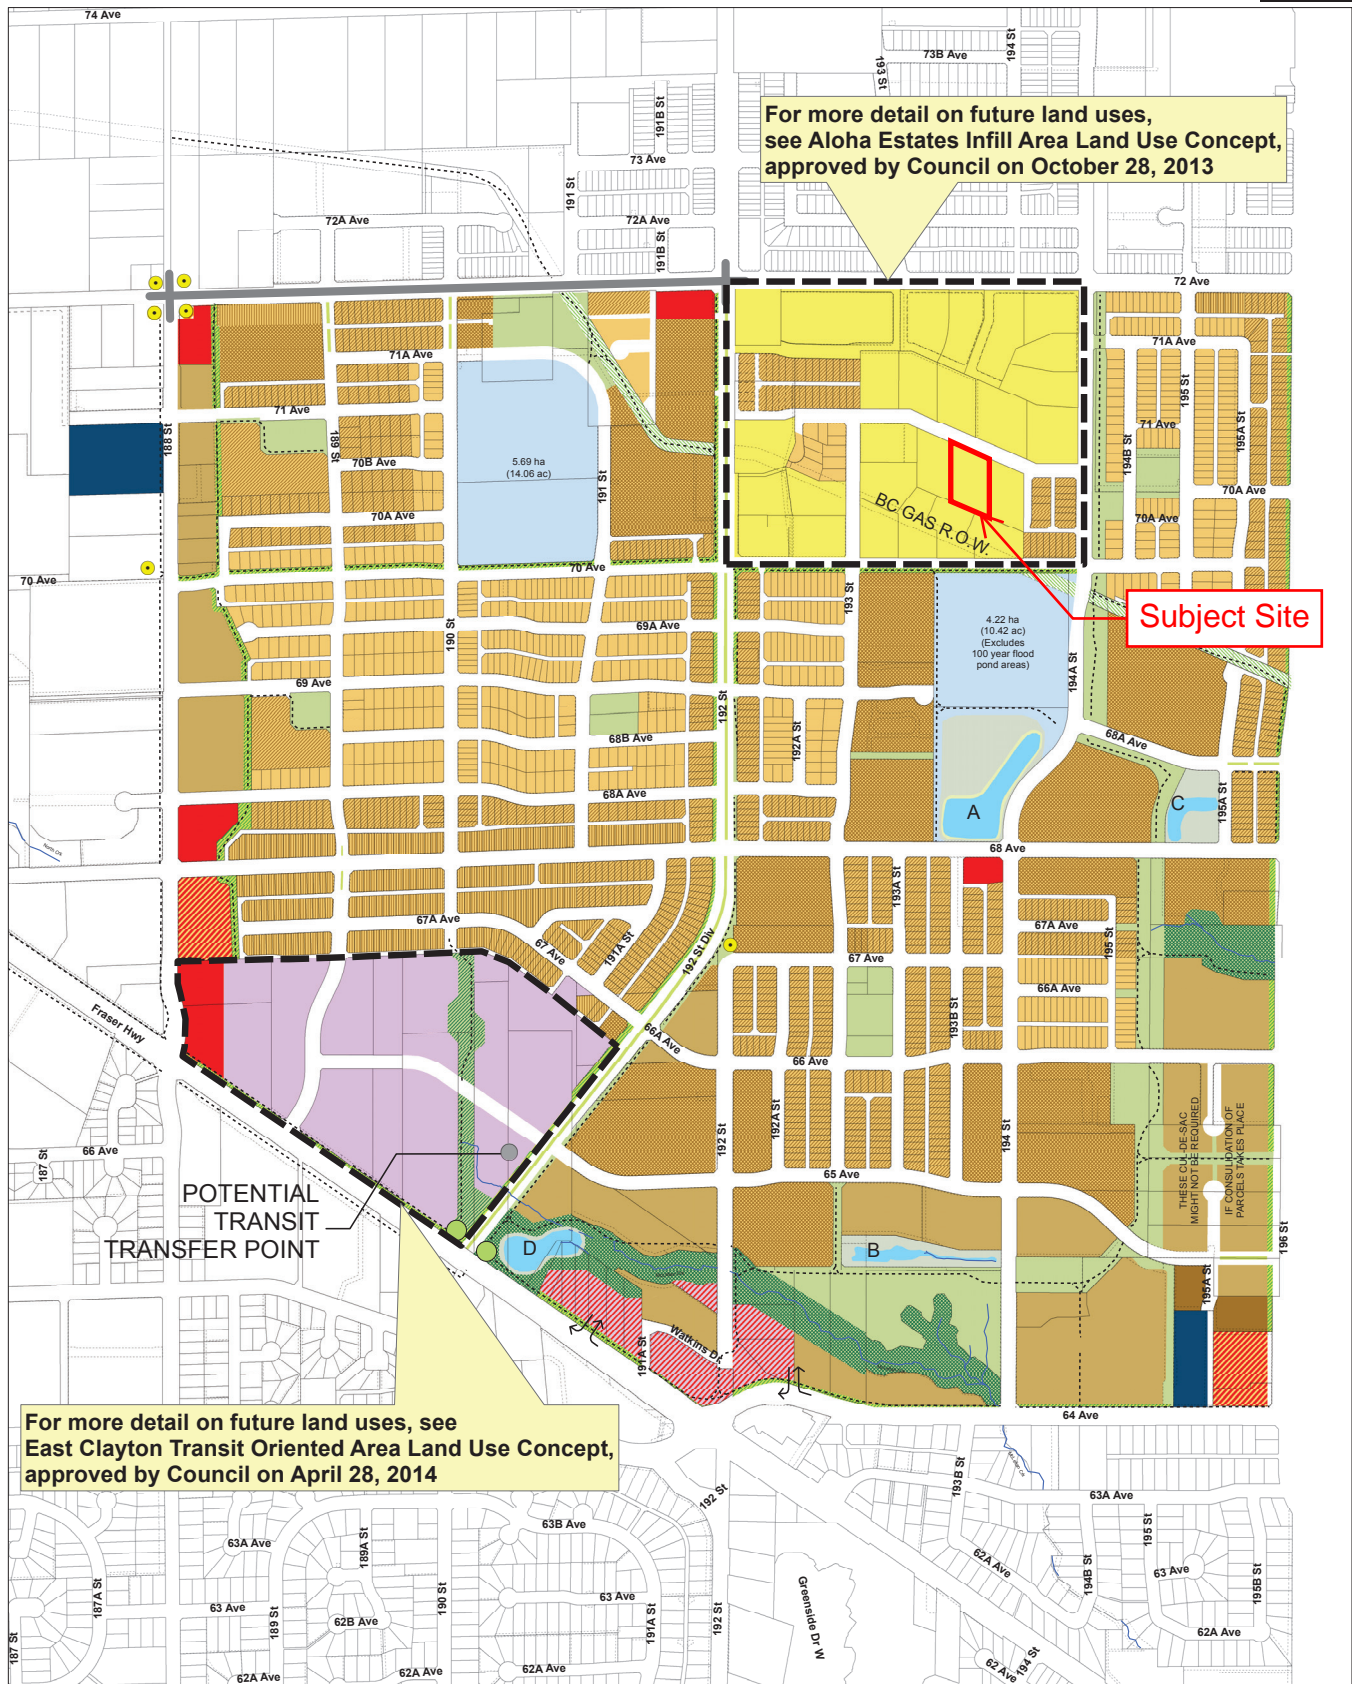 74 Ave
194 St
73B Ave
193 St
191B St
For more detail on future land uses,
see Aloha Estates Infill Area Land Use Concept,
approved by Council on October 28, 2013
73 Ave
191 St
72A Ave
72A Ave
191B St
72 Ave
71A Ave
71A Ave
195 St
71 Ave
188 St
189 St
70B Ave
5.69 ha
(14.06 ac)
191 St
71 Ave
194B St
195A St
70A Ave
70A Ave
70A Ave
BC GAS R.O.W.
70 Ave
70 Ave
193 St
Subject Site
69A Ave
190 St
4.22 ha
(10.42 ac)
(Excludes
100 year flood
pond areas)
194A St
69 Ave
192 St
68B Ave
192A St
68A Ave
68A Ave
A
C
195A St
68 Ave
193A St
67A Ave
67A Ave
67 Ave
191A St
192 St Div
67 Ave
195 St
66A Ave
Fraser Hwy
193B St
66A Ave
66 Ave
192A St
192 St
194 St
THESE CUL-DE-SAC
MIGHT NOT BE REQUIRED
IF CONSLIDATION OF
PARCELS TAKES PLACE
66 Ave
187 St
65 Ave
POTENTIAL
TRANSIT
TRANSFER POINT
D
B
196 St
195A St
191A St
Watkins Dr
64 Ave
For more detail on future land uses, see
East Clayton Transit Oriented Area Land Use Concept,
approved by Council on April 28, 2014
192 St
193B St
63A Ave
63B Ave
63A Ave
189A St
195 St
62A Ave
63 Ave
194B St
195B St
187A St
190 St
63 Ave
63 Ave
189 St
62B Ave
191A St
192 St
Greenside Dr W
62A Ave
187 St
62A Ave
62A Ave
62A Ave
62 Ave
194 St